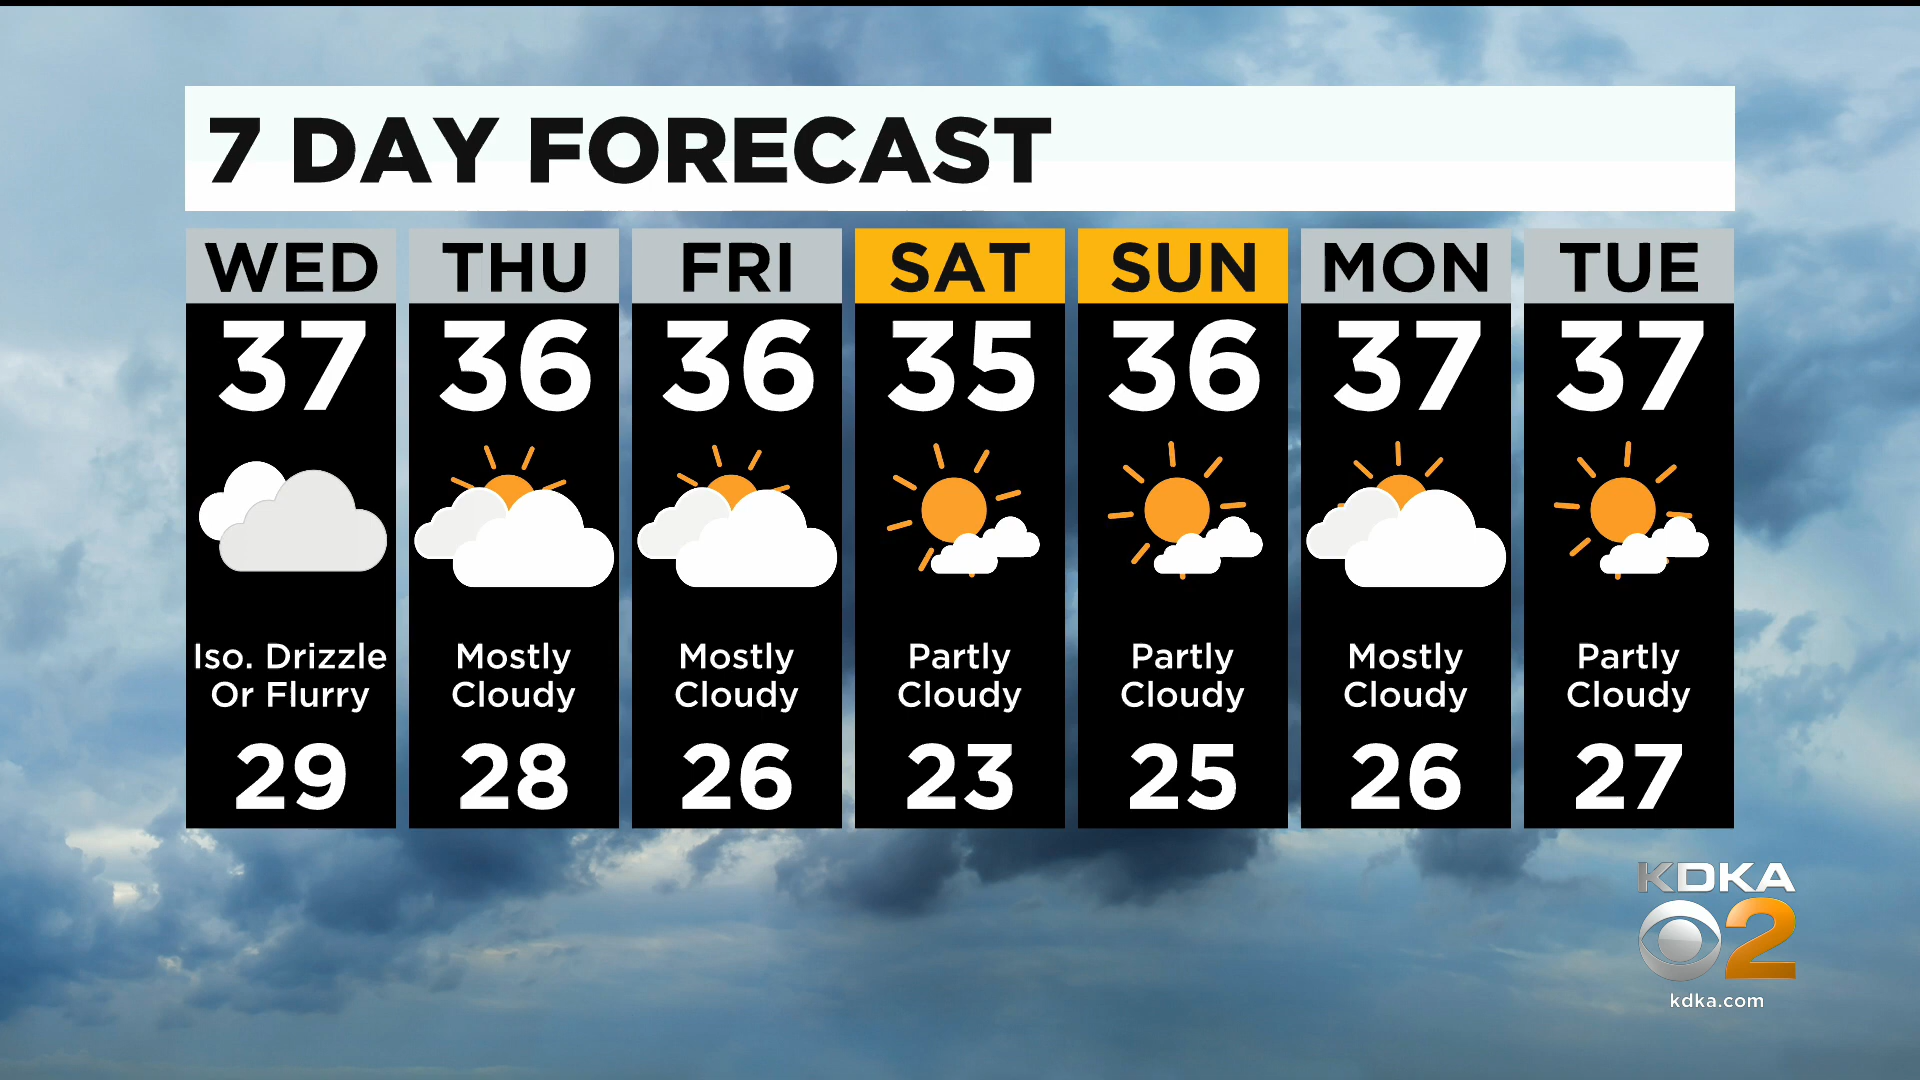 7 DAY FORECAST
WED THU FRI SAT SUN MON TUE
37 36 36 35 36 37 37
Iso. Drizzle Mostly Mostly Partly Partly Mostly Partly
Or Flurry Cloudy Cloudy Cloudy Cloudy Cloudy Cloudy
29 28 26 23 25 26 27
KDKA
2
kdka.com